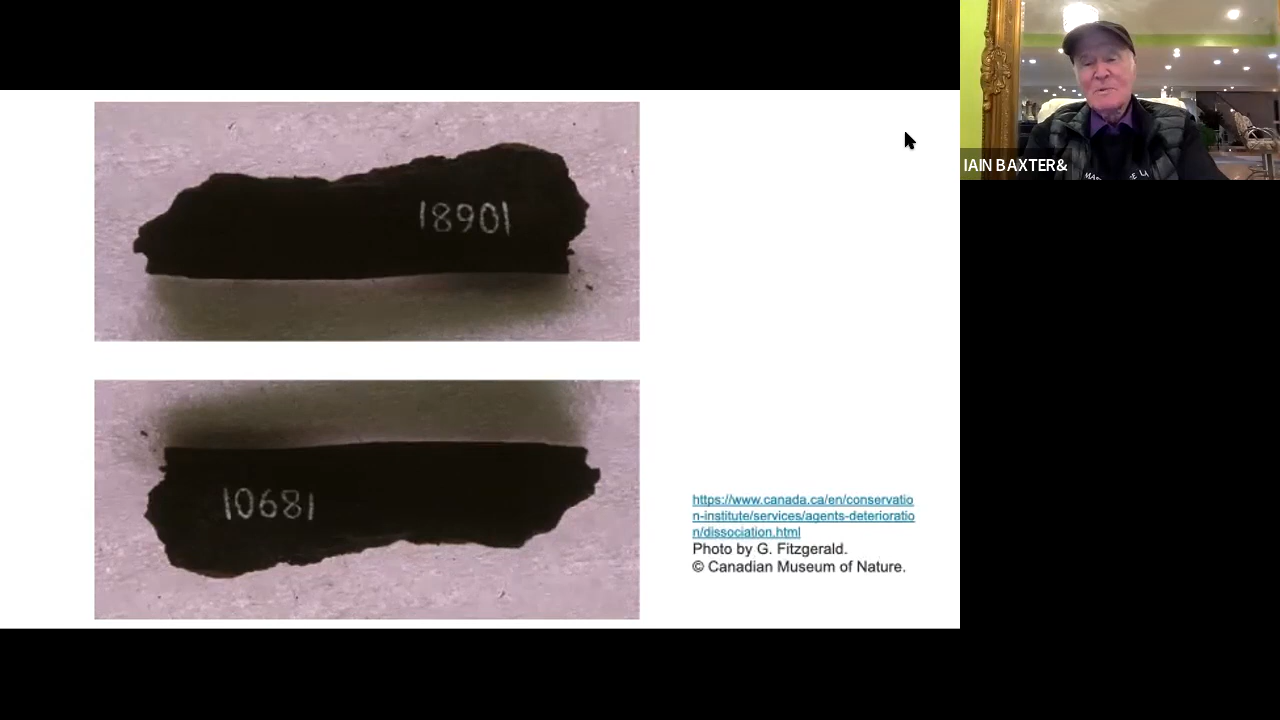 18901
IAIN BAXTER&
10681
https://www.canada.ca/en/conservatio
n-institute/services/agents-deterioratio
n/dissociation.html
Photo by G. Fitzgerald.
© Canadian Museum of Nature.